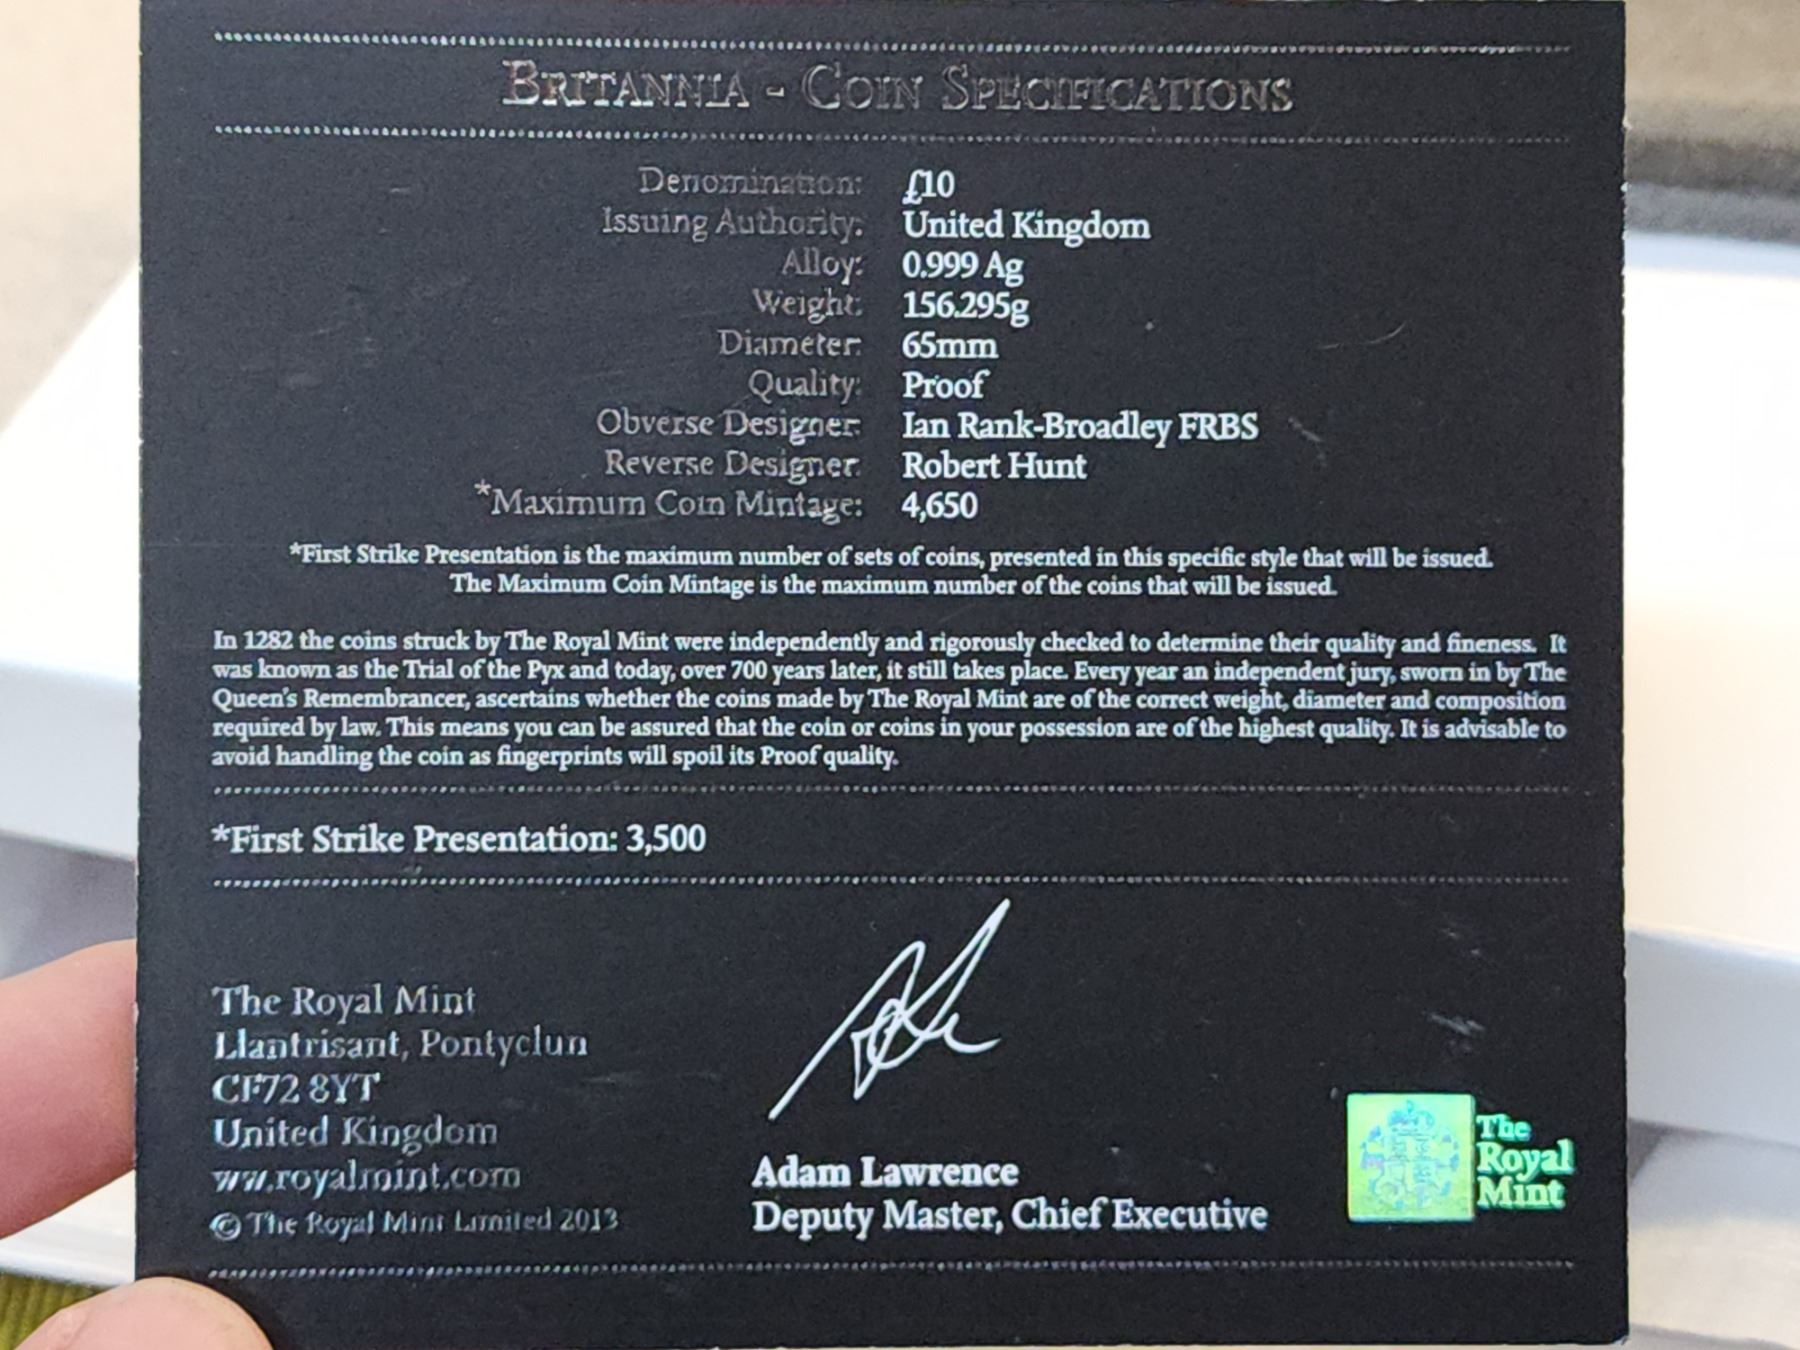 BRITANNIA - COIN SPECIFICATIONS
Denomination: £10
Issuing Authority: United Kingdom
Alloy: 0.999 Ag
Weight: 156.295g
Diameter: 65mm
Quality: Proof
Obverse Designer: Ian Rank-Broadley FRBS
Reverse Designer: Robert Hunt
*Maximum Coin Mintage: 4,650
*First Strike Presentation is the maximum number of sets of coins, presented in this specific style that will be issued.
The Maximum Coin Mintage is the maximum number of the coins that will be issued.
In 1282 the coins struck by The Royal Mint were independently and rigorously checked to determine their quality and fineness. It
was known as the Trial of the Pyx and today, over 700 years later, it still takes place. Every year an independent jury, sworn in by The
Queen's Remembrancer, ascertains whether the coins made by The Royal Mint are of the correct weight, diameter and composition
required by law. This means you can be assured that the coin or coins in your possession are of the highest quality. It is advisable to
avoid handling the coin as fingerprints will spoil its Proof quality.
*First Strike Presentation: 3,500
The Royal Mint
Llantrisant, Pontyclun
CF72 8YT
United Kingdom
www.royalmint.com
© The Royal Mint Limited 2013
Adam Lawrence
Deputy Master, Chief Executive
The
Royal
Mint